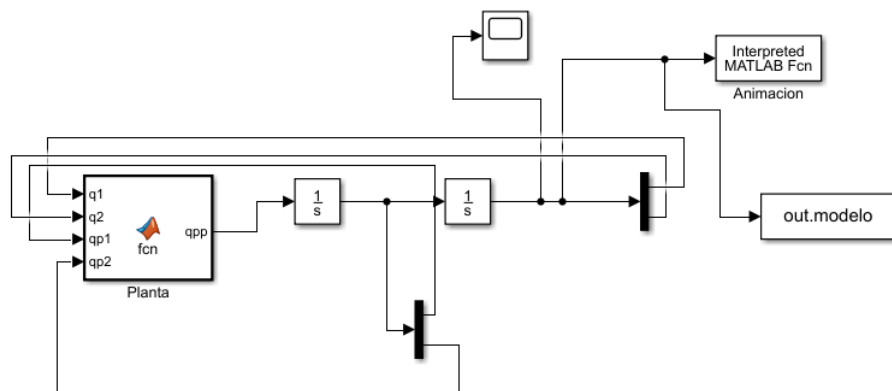 Interpreted
MATLAB Fcn
Animacion
q1
q2
qp1
qp2
fcn
qpp
Planta
1
s
1
s
out.modelo